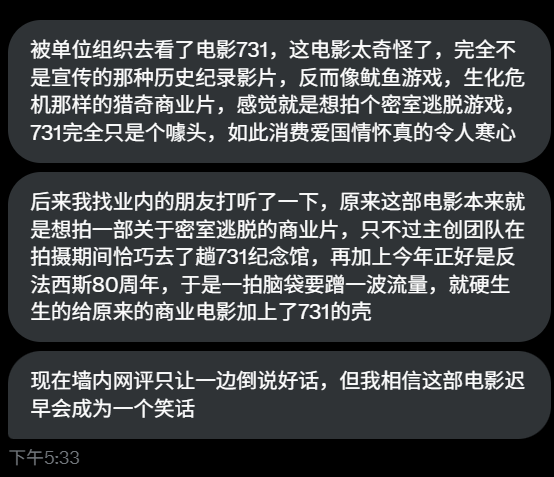 被单位组织去看了电影731，这电影太奇怪了，完全不
是宣传的那种历史纪录影片，反而像鱿鱼游戏，生化危
机那样的猎奇商业片，感觉就是想拍个密室逃脱游戏，
731完全只是个噱头，如此消费爱国情怀真的令人寒心
后来我找业内的朋友打听了一下，原来这部电影本来就
是想拍一部关于密室逃脱的商业片，只不过主创团队在
拍摄期间恰巧去了趟731纪念馆，再加上今年正好是反
法西斯80周年，于是一拍脑袋要蹭一波流量，就硬生
生的给原来的商业电影加上了731的壳
现在墙内网评只让一边倒说好话，但我相信这部电影迟
早会成为一个笑话
下午5:33